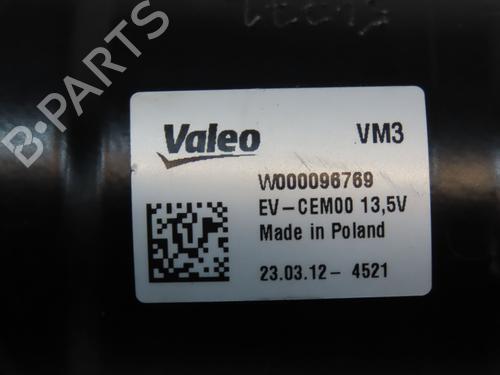 Valeo VM3
W000096769
EV-CEM00 13,5V
Made in Poland
23.03.12- 4521
B-PARTS